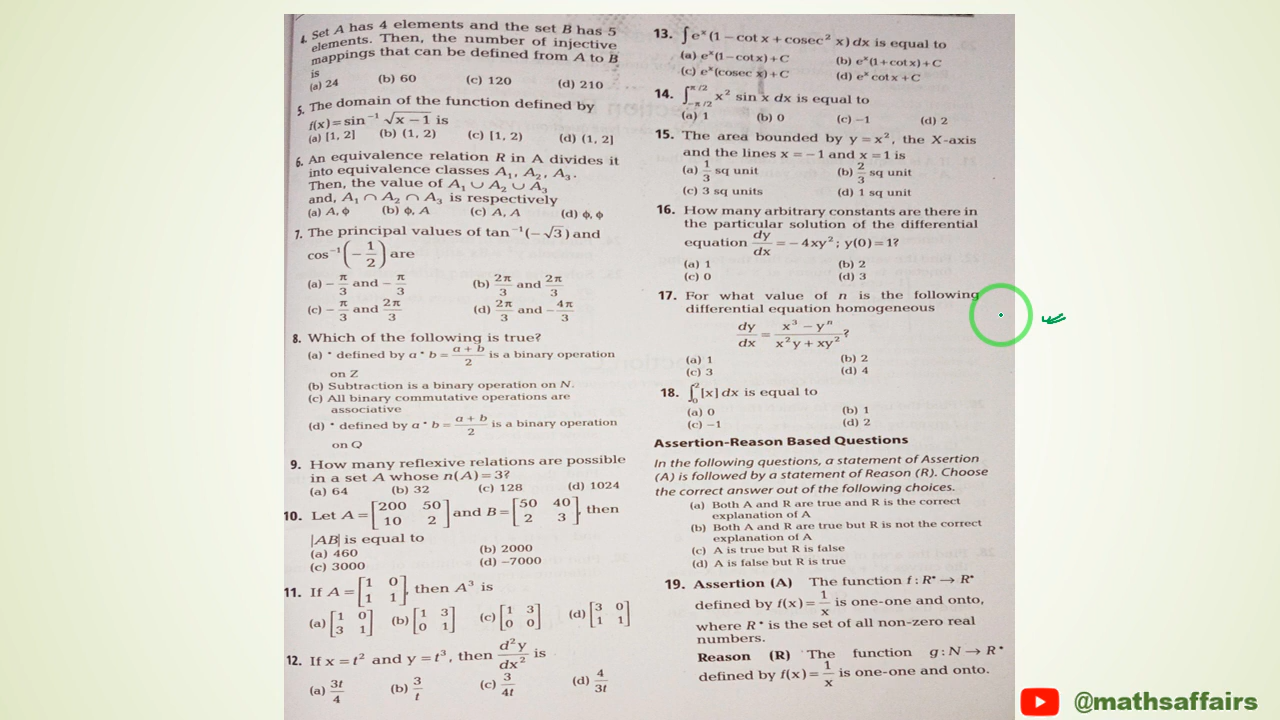 4. Set A has 4 elements and the set B has 5
elements. Then, the number of injective
mappings that can be defined from A to B
is
(a) 24 (b) 60 (c) 120 (d) 210
5. The domain of the function defined by
f(x) = sin⁻¹ √(x − 1) is
(a) [1, 2] (b) (1, 2) (c) [1, 2) (d) (1, 2]
6. An equivalence relation R in A divides it
into equivalence classes A₁, A₂, A₃.
Then, the value of A₁ ∪ A₂ ∪ A₃
and, A₁ ∩ A₂ ∩ A₃ is respectively
(a) A, ϕ (b) ϕ, A (c) A, A (d) ϕ, ϕ
7. The principal values of tan⁻¹(−√3) and
cos⁻¹(−1/2) are
(a) −π/3 and −π/3 (b) 2π/3 and 2π/3
(c) −π/3 and 2π/3 (d) 2π/3 and −4π/3
8. Which of the following is true?
(a) * defined by a * b = (a + b)/2 is a binary operation
on Z
(b) Subtraction is a binary operation on N.
(c) All binary commutative operations are
associative
(d) * defined by a * b = (a + b)/2 is a binary operation
on Q
9. How many reflexive relations are possible
in a set A whose n(A) = 3?
(a) 64 (b) 32 (c) 128 (d) 1024
10. Let A = [200 50; 10 2] and B = [50 40; 2 3], then
|AB| is equal to
(a) 460 (b) 2000
(c) 3000 (d) −7000
11. If A = [1 0; 1 1], then A³ is
(a) [1 0; 3 1] (b) [1 3; 0 1] (c) [1 3; 0 0] (d) [3 0; 1 1]
12. If x = t² and y = t³, then d²y/dx² is
(a) 3t/4 (b) 3/t (c) 3/4t (d) 4/3t
13. ∫ eˣ(1 − cot x + cosec² x) dx is equal to
(a) eˣ(1 − cot x) + C (b) eˣ(1 + cot x) + C
(c) eˣ(cosec x) + C (d) eˣ cot x + C
14. ∫_{−π/2}^{π/2} x² sin x dx is equal to
(a) 1 (b) 0 (c) −1 (d) 2
15. The area bounded by y = x², the X-axis
and the lines x = −1 and x = 1 is
(a) 1/3 sq unit (b) 2/3 sq unit
(c) 3 sq units (d) 1 sq unit
16. How many arbitrary constants are there in
the particular solution of the differential
equation dy/dx = −4xy²; y(0) = 1?
(a) 1 (b) 2
(c) 0 (d) 3
17. For what value of n is the following
differential equation homogeneous
dy/dx = (x³ − yⁿ)/(x²y + xy²)?
(a) 1 (b) 2
(c) 3 (d) 4
18. ∫₀² [x] dx is equal to
(a) 0 (b) 1
(c) −1 (d) 2
Assertion-Reason Based Questions
In the following questions, a statement of Assertion
(A) is followed by a statement of Reason (R). Choose
the correct answer out of the following choices.
(a) Both A and R are true and R is the correct
explanation of A
(b) Both A and R are true but R is not the correct
explanation of A
(c) A is true but R is false
(d) A is false but R is true
19. Assertion (A) The function f : R* → R*
defined by f(x) = 1/x is one-one and onto,
where R* is the set of all non-zero real
numbers.
Reason (R) The function g : N → R*
defined by f(x) = 1/x is one-one and onto.
@mathsaffairs